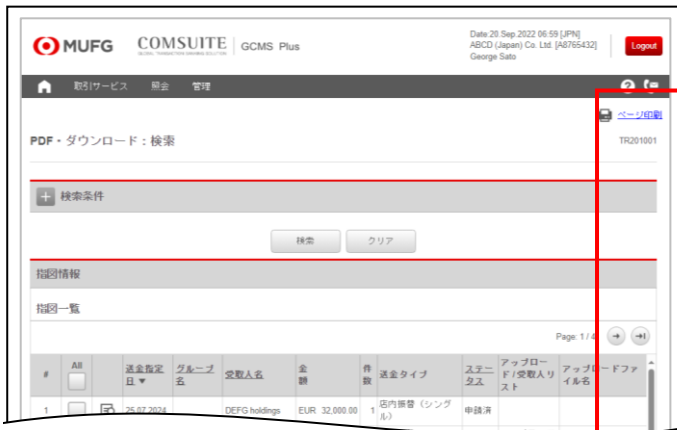 Date:20.Sep.2022 06:59 [JPN]
MUFG COMSUITE GCMS Plus ABCD (Japan) Co. Ltd. [A8765432] Logout
George Sato
取引サービス 照会 管理
ページ印刷
PDF・ダウンロード：検索 TR201001
検索条件
検索 クリア
指図情報
指図一覧
Page: 1 / 4
# All 送金指定日▼ グループ名 受取人名 金額 件数 送金タイプ ステータス アップロード/受取人リスト アップロードファイル名
1 25.07.2024 DEFG holdings EUR 32,000.00 1 店内振替（シングル） 申請済